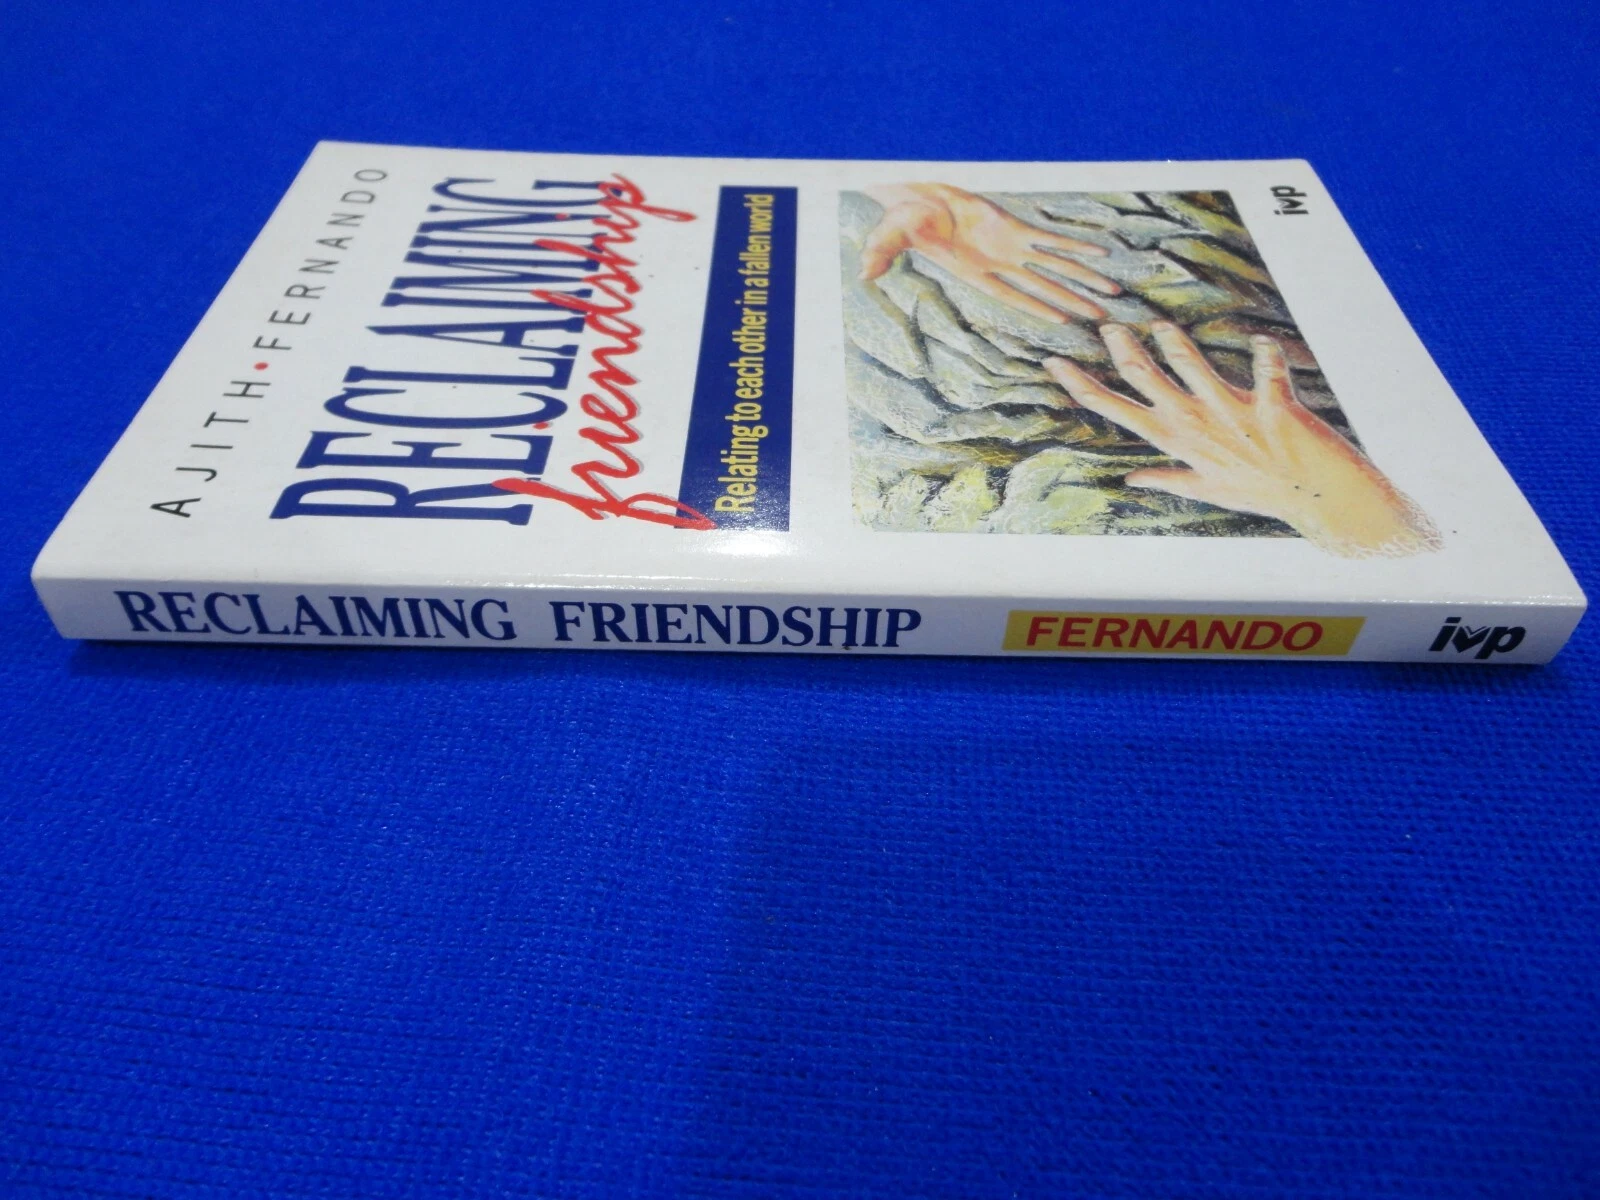 AJITH•FERNANDO
RECLAIMING
friendship
Relating to each other in a fallen world
ivp
RECLAIMING FRIENDSHIP FERNANDO ivp